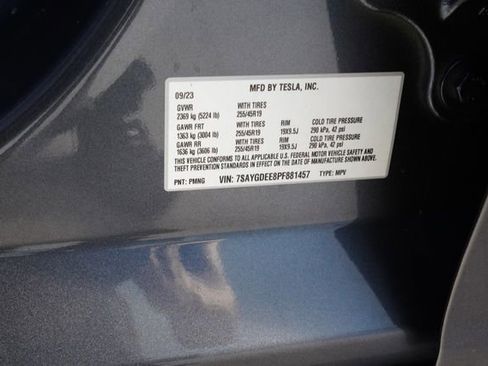 MFD BY TESLA, INC.
09/23
GVWR WITH TIRES
2369 kg (5224 lb) 255/45R19
GAWR FRT WITH TIRES RIM COLD TIRE PRESSURE
1363 kg (3004 lb) 255/45R19 19X9.5J 290 kPa, 42 psi
GAWR RR WITH TIRES RIM COLD TIRE PRESSURE
1636 kg (3606 lb) 255/45R19 19X9.5J 290 kPa, 42 psi
THIS VEHICLE CONFORMS TO ALL APPLICABLE U.S. FEDERAL MOTOR VEHICLE SAFETY AND
THEFT PREVENTION STANDARDS IN EFFECT ON THE DATE OF MANUFACTURE SHOWN ABOVE.
PNT: PMNG VIN: 7SAYGDEE8PF881457 TYPE: MPV